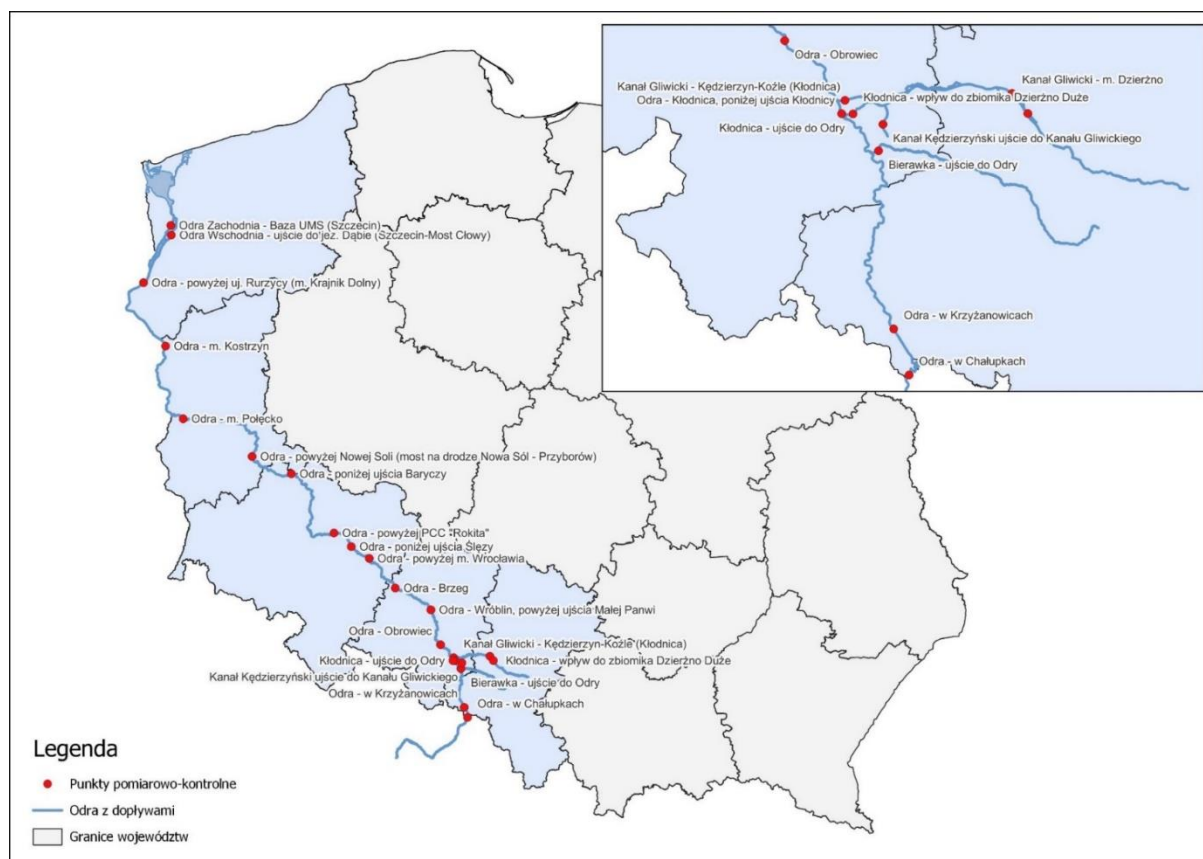 Odra - Obrowiec
Kanał Gliwicki - Kędzierzyn-Koźle (Kłodnica)
Kanał Gliwicki - m. Dzierżno
Odra - Kłodnica, poniżej ujścia Kłodnicy
Kłodnica - wpływ do zbiornika Dzierżno Duże
Kłodnica - ujście do Odry
Kanał Kędzierzyński ujście do Kanału Gliwickiego
Bierawka - ujście do Odry
Odra - w Krzyżanowicach
Odra - w Chałupkach
Odra Zachodnia - Baza UMS (Szczecin)
Odra Wschodnia - ujście do jez. Dąbie (Szczecin-Most Cłowy)
Odra - powyżej uj. Rurzycy (m. Krajnik Dolny)
Odra - m. Kostrzyn
Odra - m. Połęcko
Odra - powyżej Nowej Soli (most na drodze Nowa Sól - Przyborów)
Odra - poniżej ujścia Baryczy
Odra - powyżej PCC "Rokita"
Odra - poniżej ujścia Ślęzy
Odra - powyżej m. Wrocławia
Odra - Brzeg
Odra - Wróblin, powyżej ujścia Małej Panwi
Odra - Obrowiec
Kanał Gliwicki - Kędzierzyn-Koźle (Kłodnica)
Kłodnica - ujście do Odry
Kłodnica - wpływ do zbiornika Dzierżno Duże
Kanał Kędzierzyński ujście do Kanału Gliwickiego
Bierawka - ujście do Odry
Odra - w Krzyżanowicach
Odra - w Chałupkach
Legenda
Punkty pomiarowo-kontrolne
Odra z dopływami
Granice województw